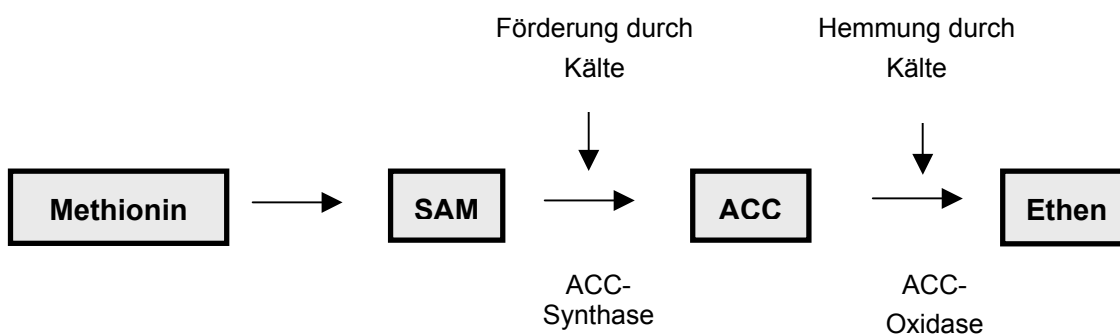 Förderung durch
Kälte
Hemmung durch
Kälte
Methionin
SAM
ACC
Ethen
ACC-
Synthase
ACC-
Oxidase